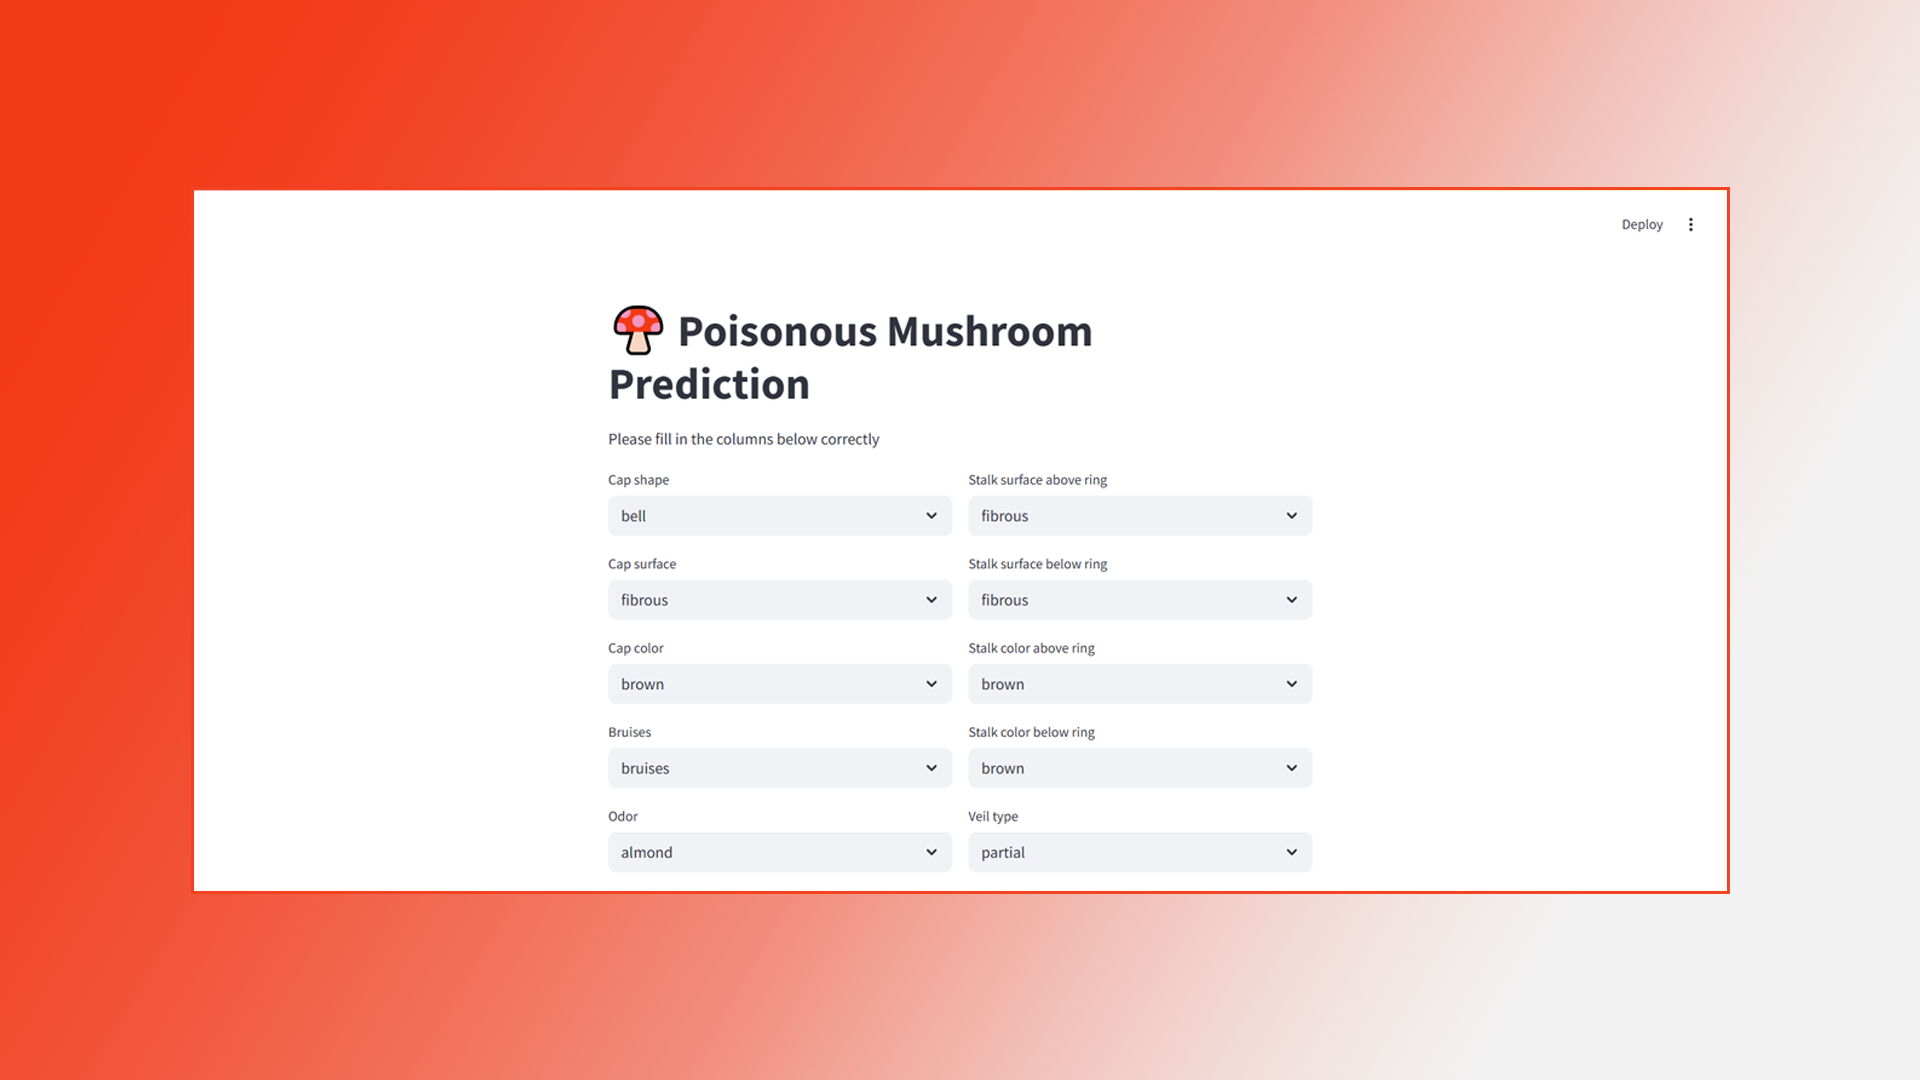 Deploy
Poisonous Mushroom
Prediction
Please fill in the columns below correctly
Cap shape
bell
Cap surface
fibrous
Cap color
brown
Bruises
bruises
Odor
almond
Stalk surface above ring
fibrous
Stalk surface below ring
fibrous
Stalk color above ring
brown
Stalk color below ring
brown
Veil type
partial